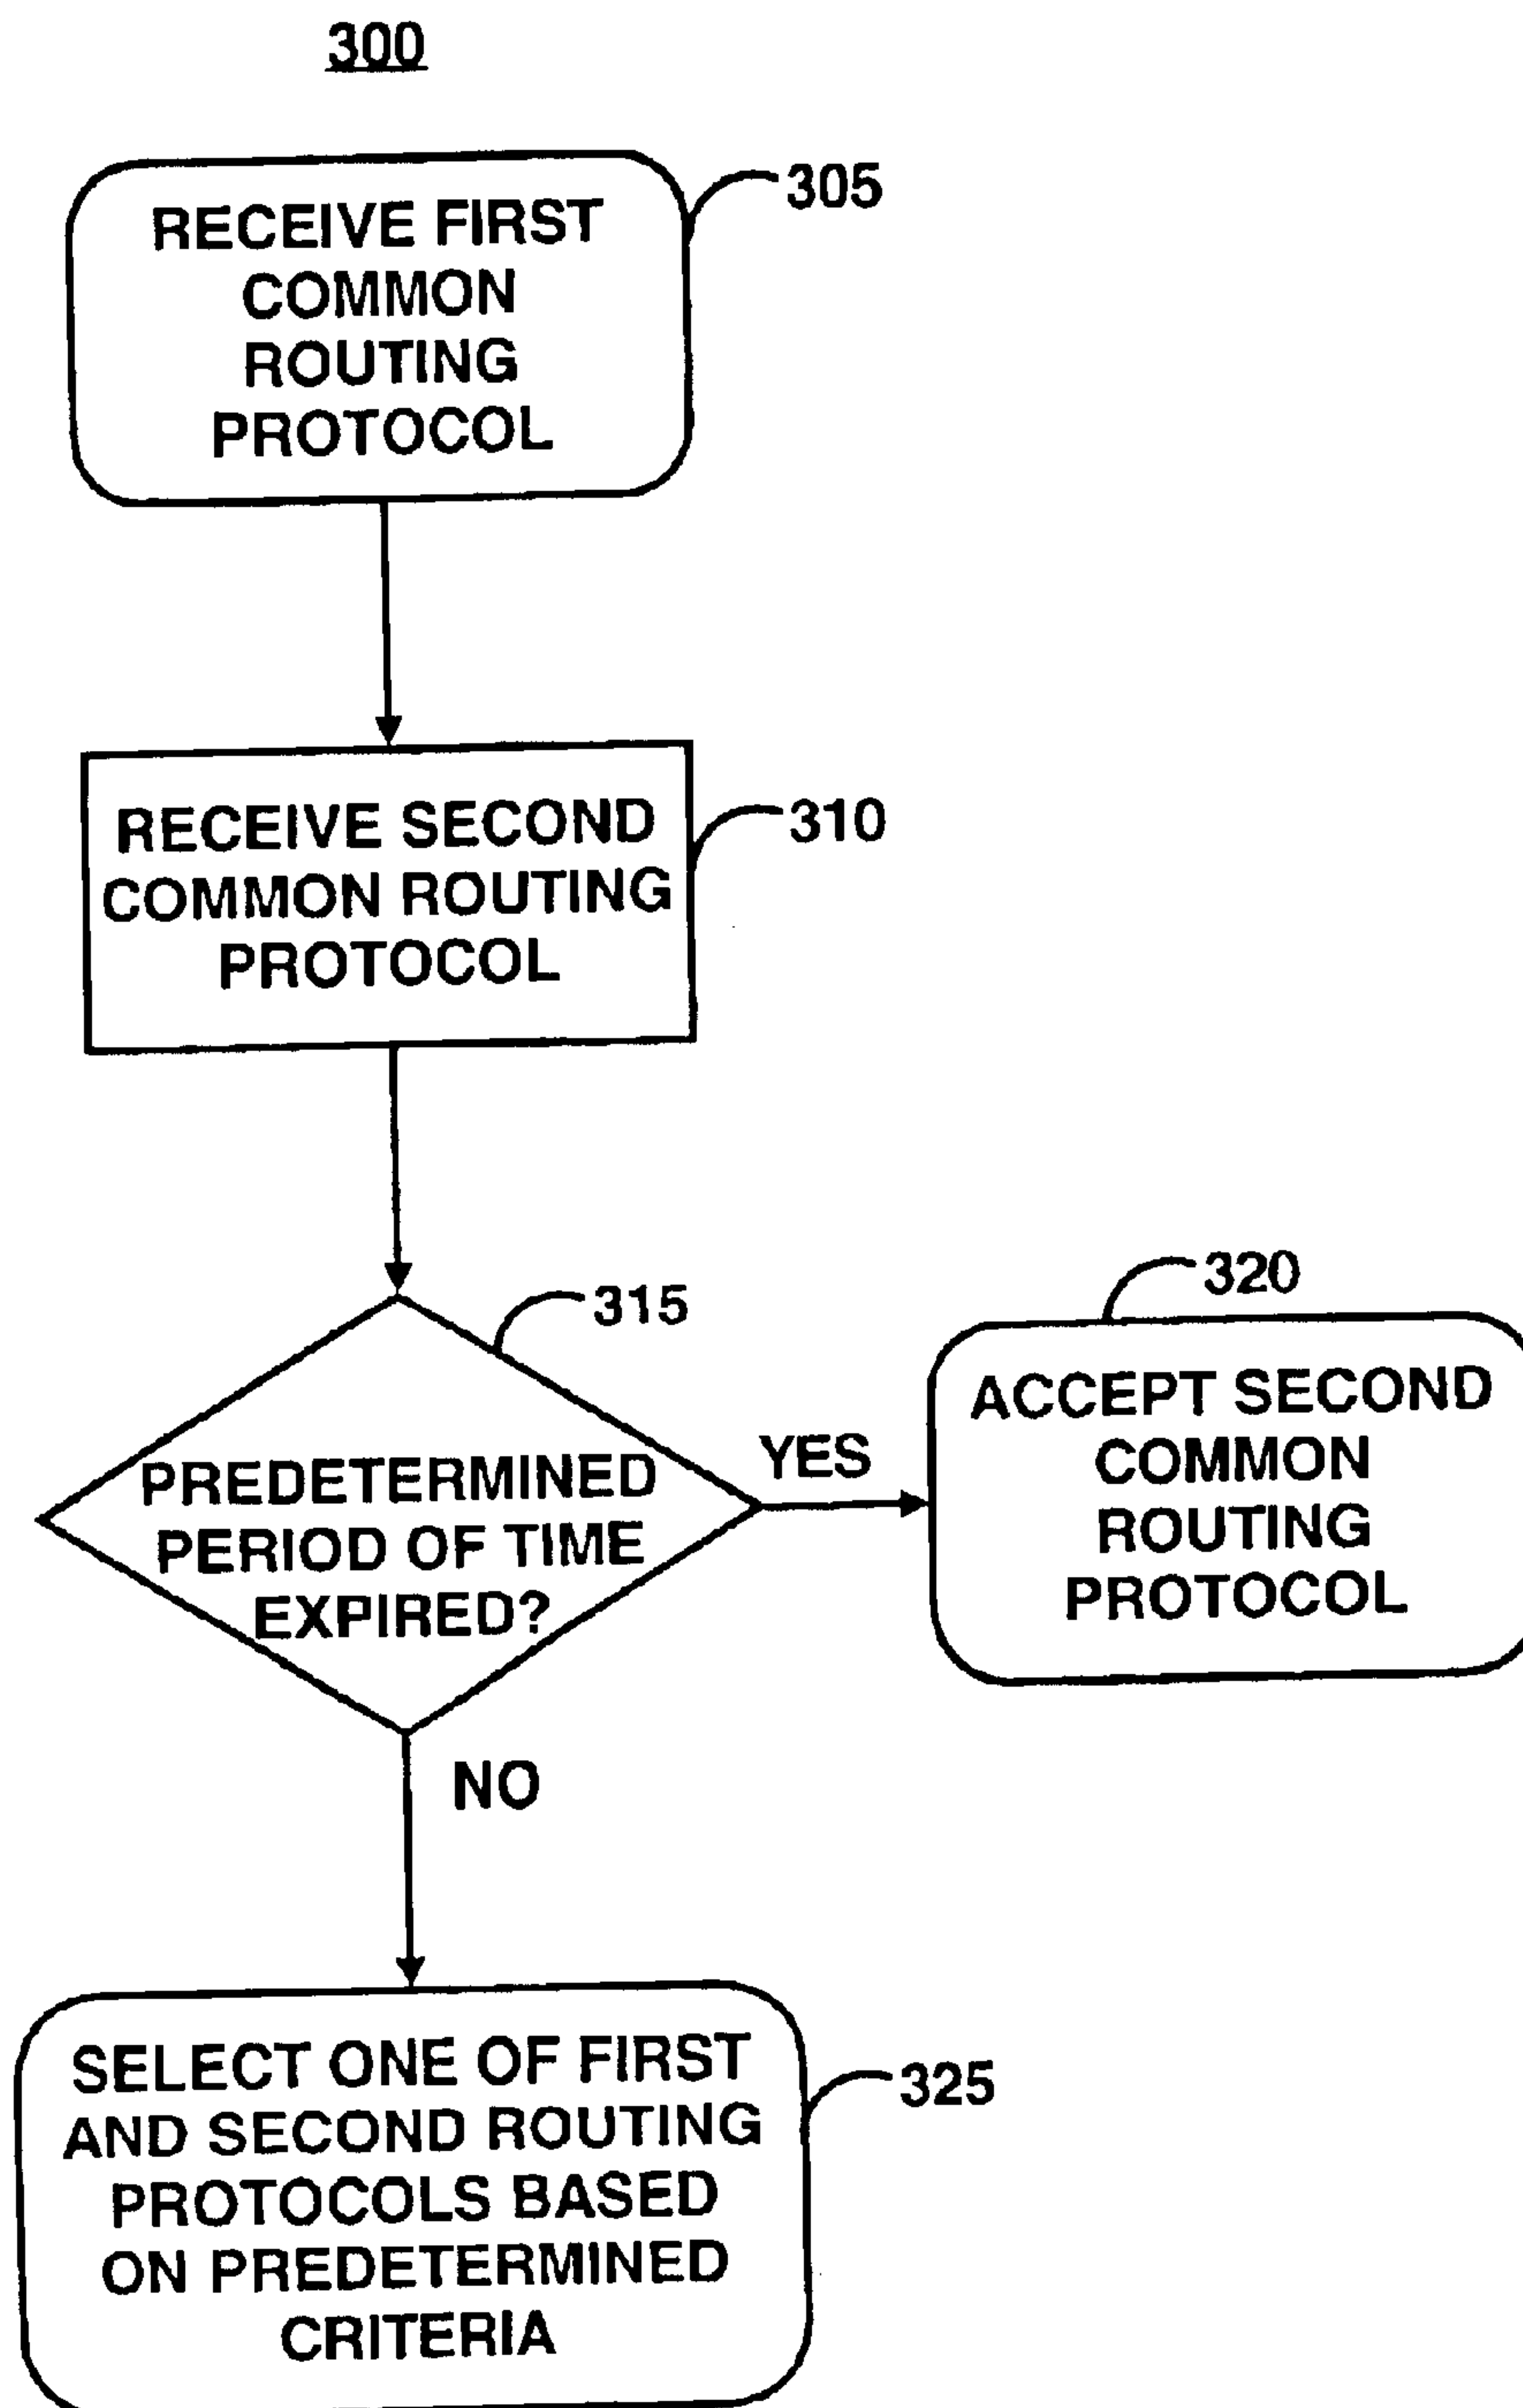 300
305
RECEIVE FIRST
COMMON
ROUTING
PROTOCOL
310
RECEIVE SECOND
COMMON ROUTING
PROTOCOL
315
PREDETERMINED
PERIOD OF TIME
EXPIRED?
YES
320
ACCEPT SECOND
COMMON
ROUTING
PROTOCOL
NO
325
SELECT ONE OF FIRST
AND SECOND ROUTING
PROTOCOLS BASED
ON PREDETERMINED
CRITERIA